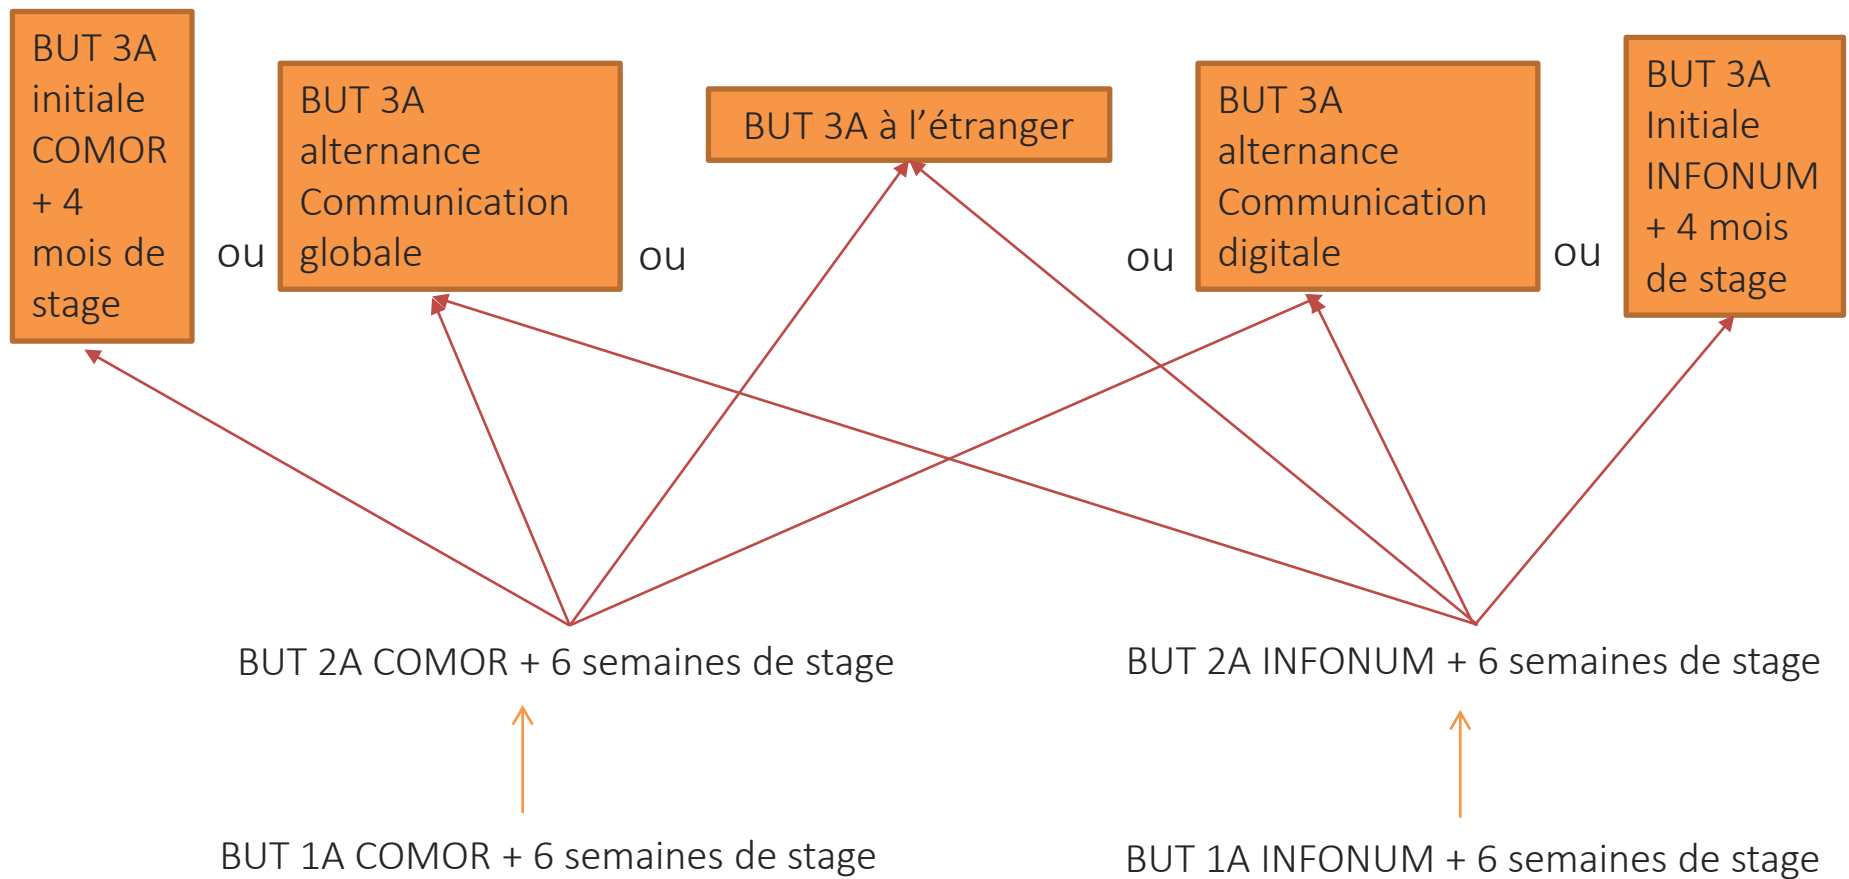 BUT 3A
initiale
COMOR
+ 4
mois de
stage
ou
BUT 3A
alternance
Communication
globale
ou
BUT 3A à l’étranger
ou
BUT 3A
alternance
Communication
digitale
ou
BUT 3A
Initiale
INFONUM
+ 4 mois
de stage
BUT 2A COMOR + 6 semaines de stage
BUT 2A INFONUM + 6 semaines de stage
BUT 1A COMOR + 6 semaines de stage
BUT 1A INFONUM + 6 semaines de stage